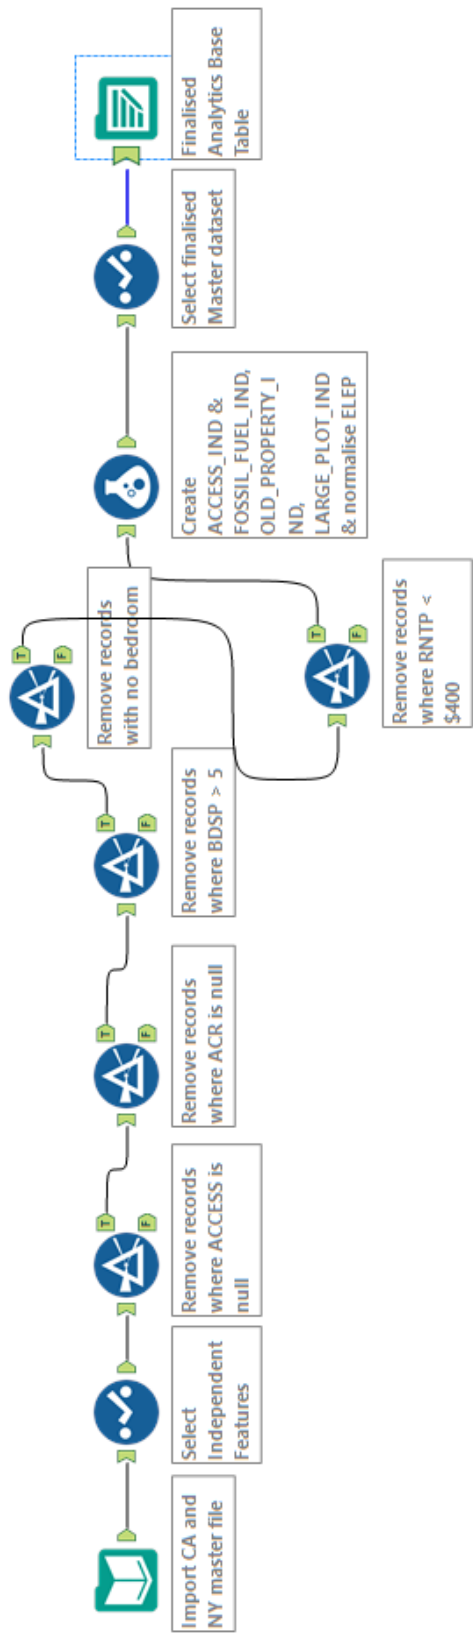 Import CA and
NY master file
Select
Independent
Features
Remove records
where ACCESS is
null
T
F
Remove records
where ACR is null
T
F
Remove records
where BDSP > 5
T
F
Remove records
with no bedroom
T
F
Remove records
where RNTP <
$400
T
F
Create
ACCESS_IND &
FOSSIL_FUEL_IND,
OLD_PROPERTY_I
ND,
LARGE_PLOT_IND
& normalise ELEP
Select finalised
Master dataset
Finalised
Analytics Base
Table